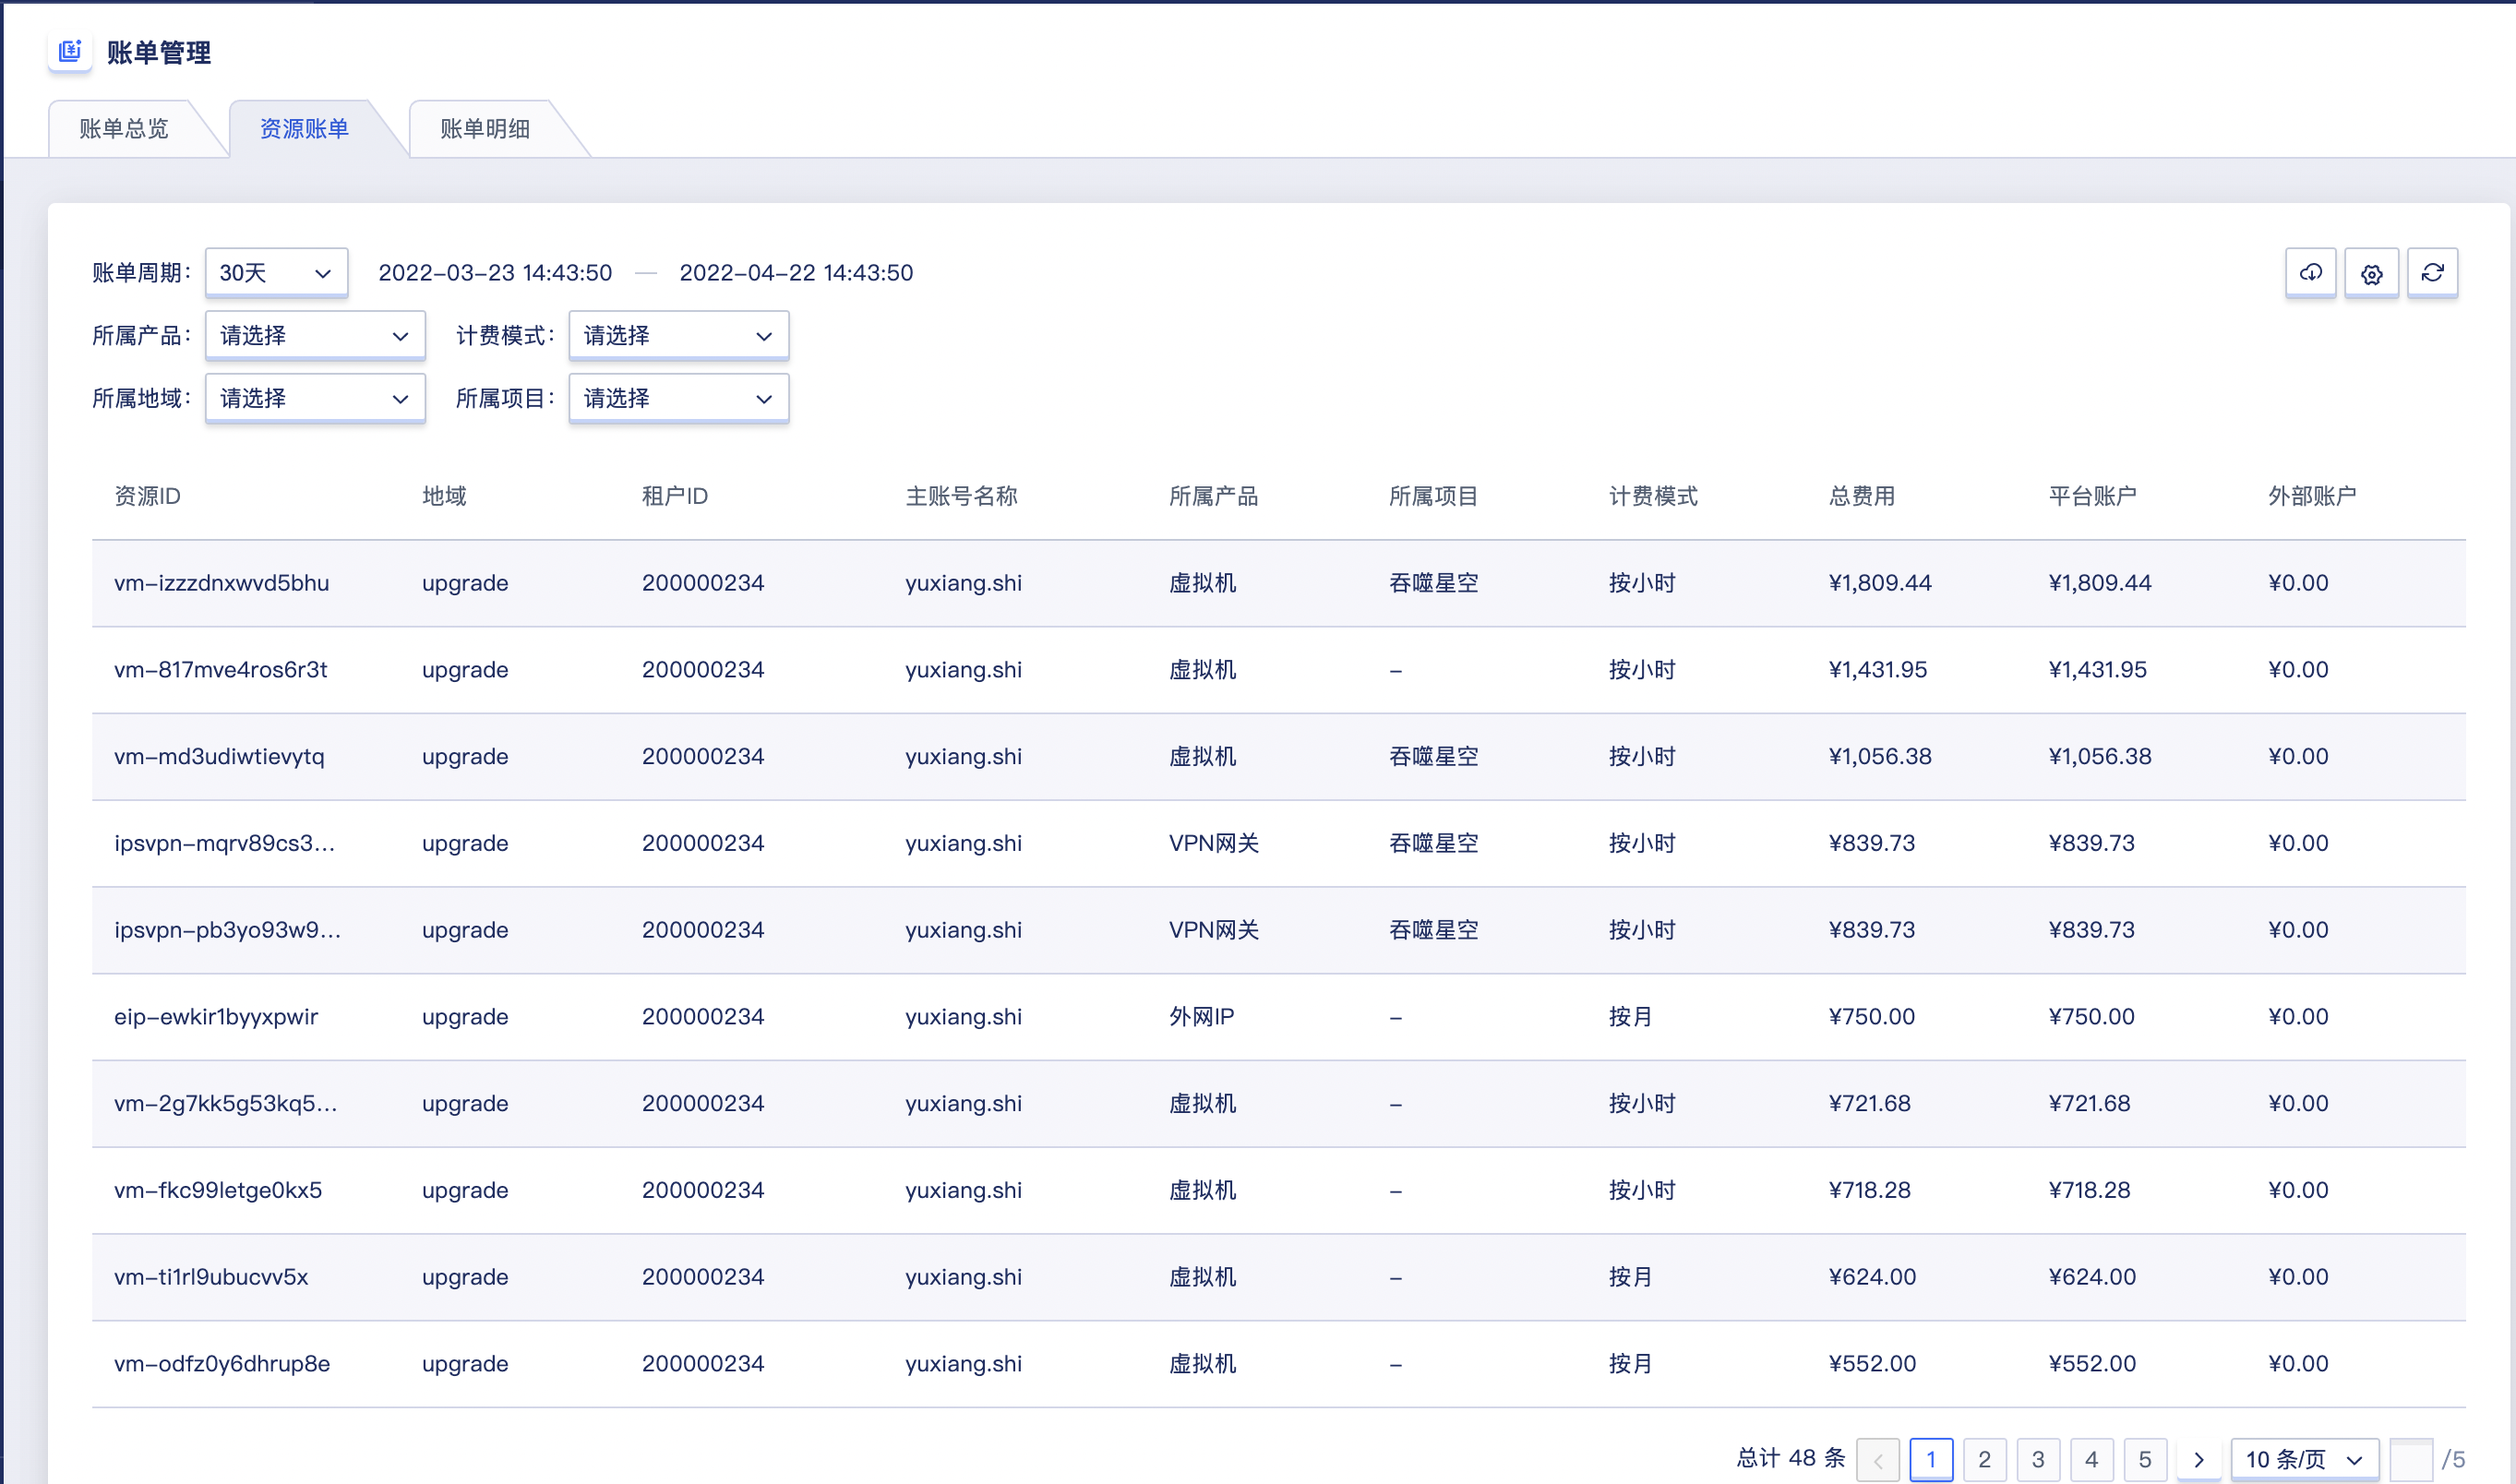 账单管理
账单总览 资源账单 账单明细
账单周期: 30天 2022-03-23 14:43:50 — 2022-04-22 14:43:50
所属产品: 请选择 计费模式: 请选择
所属地域: 请选择 所属项目: 请选择
资源ID 地域 租户ID 主账号名称 所属产品 所属项目 计费模式 总费用 平台账户 外部账户
vm-izzzdnxwvd5bhu upgrade 200000234 yuxiang.shi 虚拟机 吞噬星空 按小时 ¥1,809.44 ¥1,809.44 ¥0.00
vm-817mve4ros6r3t upgrade 200000234 yuxiang.shi 虚拟机 - 按小时 ¥1,431.95 ¥1,431.95 ¥0.00
vm-md3udiwtievytq upgrade 200000234 yuxiang.shi 虚拟机 吞噬星空 按小时 ¥1,056.38 ¥1,056.38 ¥0.00
ipsvpn-mqrv89cs3... upgrade 200000234 yuxiang.shi VPN网关 吞噬星空 按小时 ¥839.73 ¥839.73 ¥0.00
ipsvpn-pb3yo93w9... upgrade 200000234 yuxiang.shi VPN网关 吞噬星空 按小时 ¥839.73 ¥839.73 ¥0.00
eip-ewkir1byyxpwir upgrade 200000234 yuxiang.shi 外网IP - 按月 ¥750.00 ¥750.00 ¥0.00
vm-2g7kk5g53kq5... upgrade 200000234 yuxiang.shi 虚拟机 - 按小时 ¥721.68 ¥721.68 ¥0.00
vm-fkc99letge0kx5 upgrade 200000234 yuxiang.shi 虚拟机 - 按小时 ¥718.28 ¥718.28 ¥0.00
vm-ti1rl9ubucvv5x upgrade 200000234 yuxiang.shi 虚拟机 - 按月 ¥624.00 ¥624.00 ¥0.00
vm-odfz0y6dhrup8e upgrade 200000234 yuxiang.shi 虚拟机 - 按月 ¥552.00 ¥552.00 ¥0.00
总计 48 条 < 1 2 3 4 5 > 10 条/页 /5